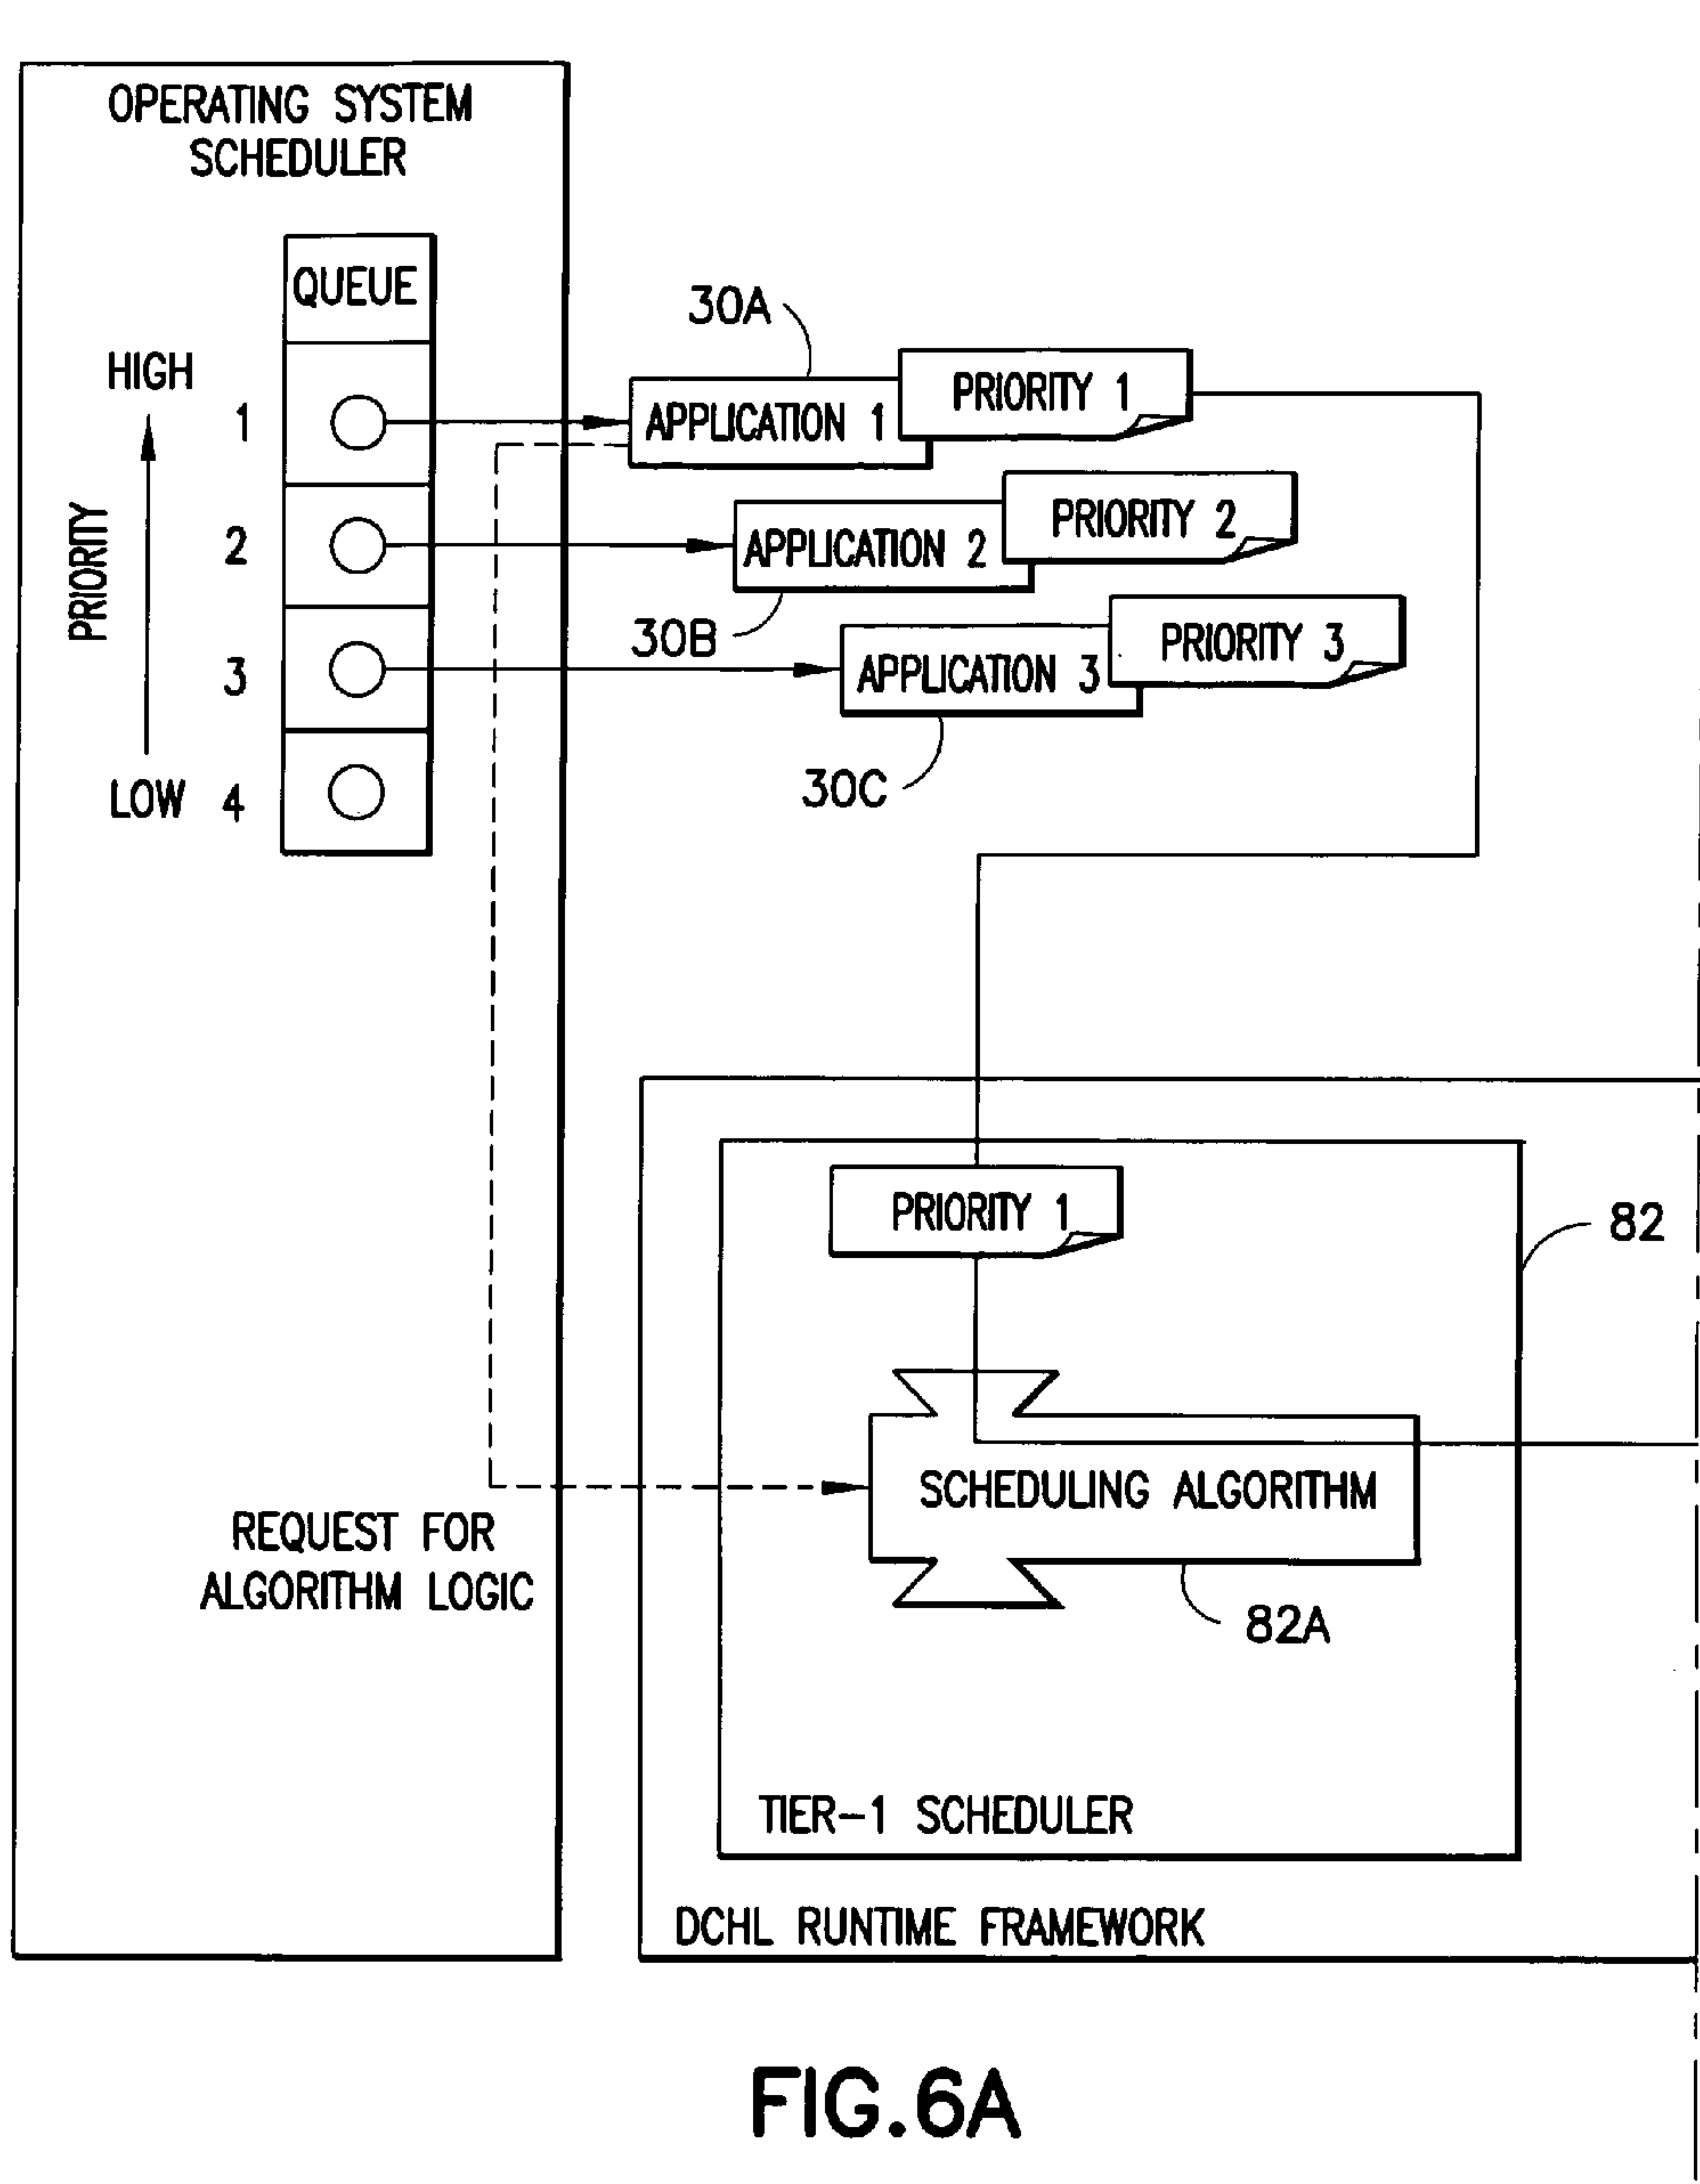 OPERATING SYSTEM
SCHEDULER
QUEUE
HIGH
PRIORITY
LOW
1
2
3
4
30A
APPLICATION 1
PRIORITY 1
APPLICATION 2
PRIORITY 2
30B
APPLICATION 3
PRIORITY 3
30C
PRIORITY 1
82
SCHEDULING ALGORITHM
82A
REQUEST FOR
ALGORITHM LOGIC
TIER-1 SCHEDULER
DCHL RUNTIME FRAMEWORK
FIG.6A